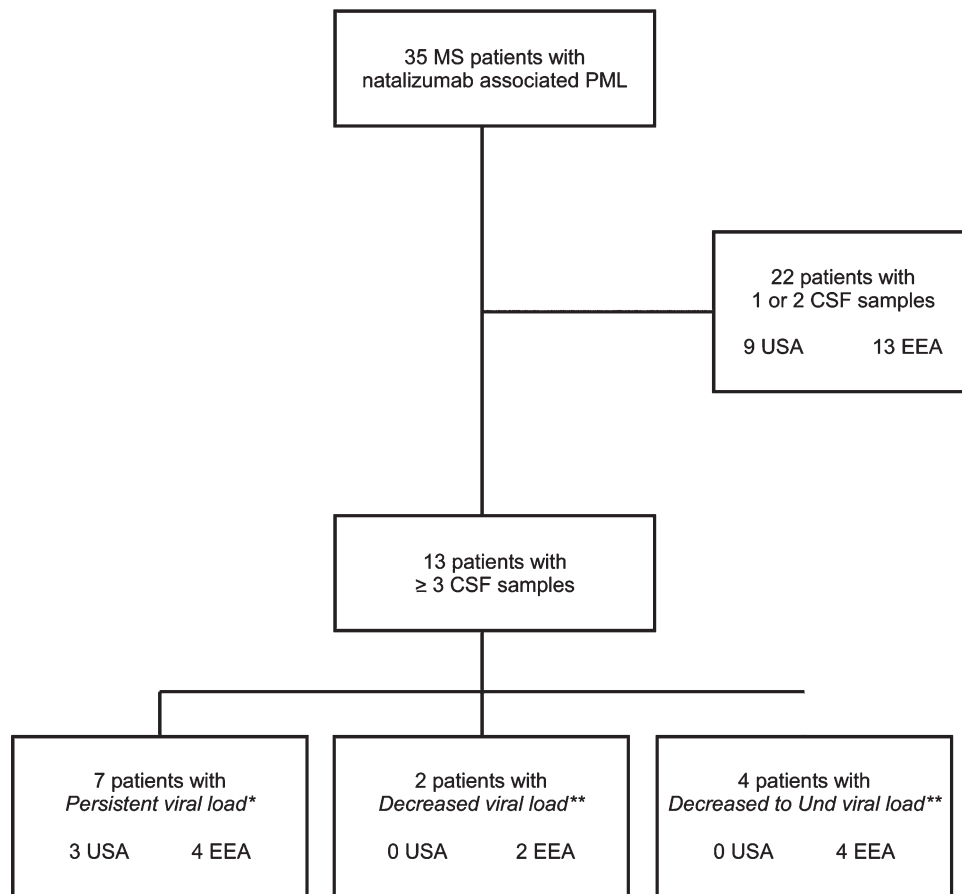 35 MS patients with
natalizumab associated PML
22 patients with
1 or 2 CSF samples
9 USA 13 EEA
13 patients with
≥ 3 CSF samples
7 patients with
Persistent viral load*
3 USA 4 EEA
2 patients with
Decreased viral load**
0 USA 2 EEA
4 patients with
Decreased to Und viral load**
0 USA 4 EEA